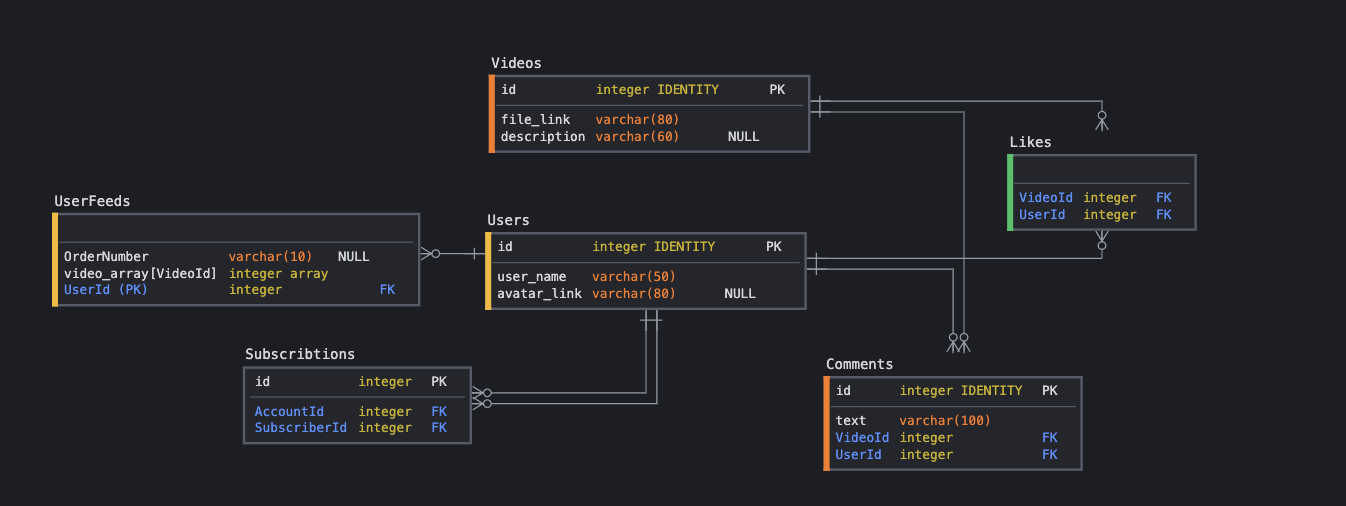 Videos
id integer IDENTITY PK
file_link varchar(80)
description varchar(60) NULL
Likes
VideoId integer FK
UserId integer FK
UserFeeds
OrderNumber varchar(10) NULL
video_array[VideoId] integer array
UserId (PK) integer FK
Users
id integer IDENTITY PK
user_name varchar(50)
avatar_link varchar(80) NULL
Subscribtions
id integer PK
AccountId integer FK
SubscriberId integer FK
Comments
id integer IDENTITY PK
text varchar(100)
VideoId integer FK
UserId integer FK